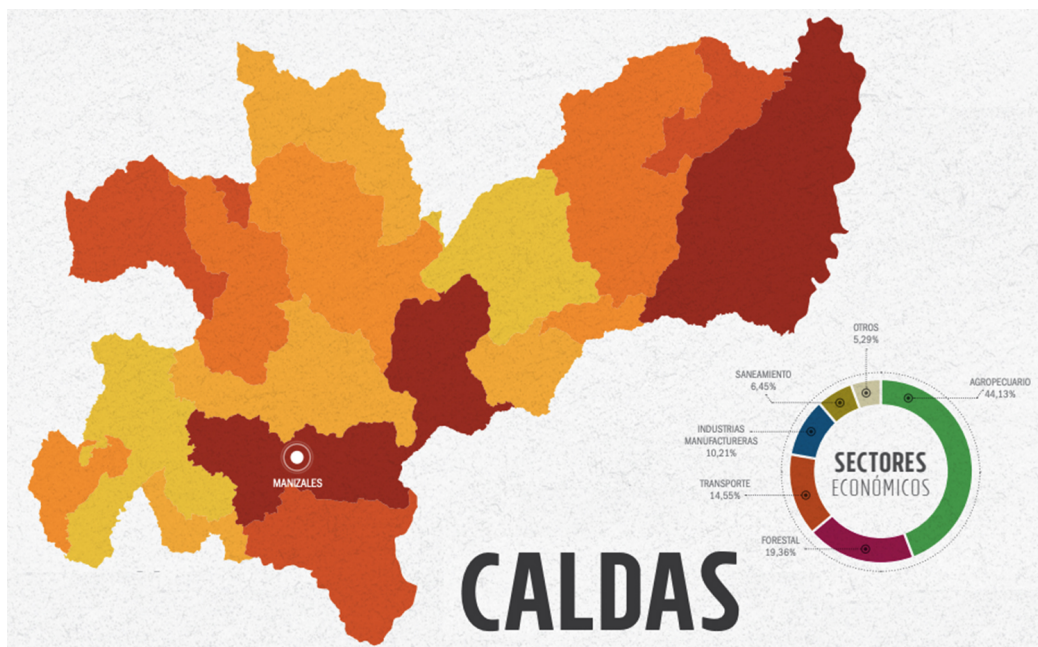 OTROS
5,29%
SANEAMIENTO
6,45%
AGROPECUARIO
44,13%
INDUSTRIAS
MANUFACTURERAS
10,21%
SECTORES
ECONÓMICOS
TRANSPORTE
14,55%
MANIZALES
FORESTAL
19,36%
CALDAS